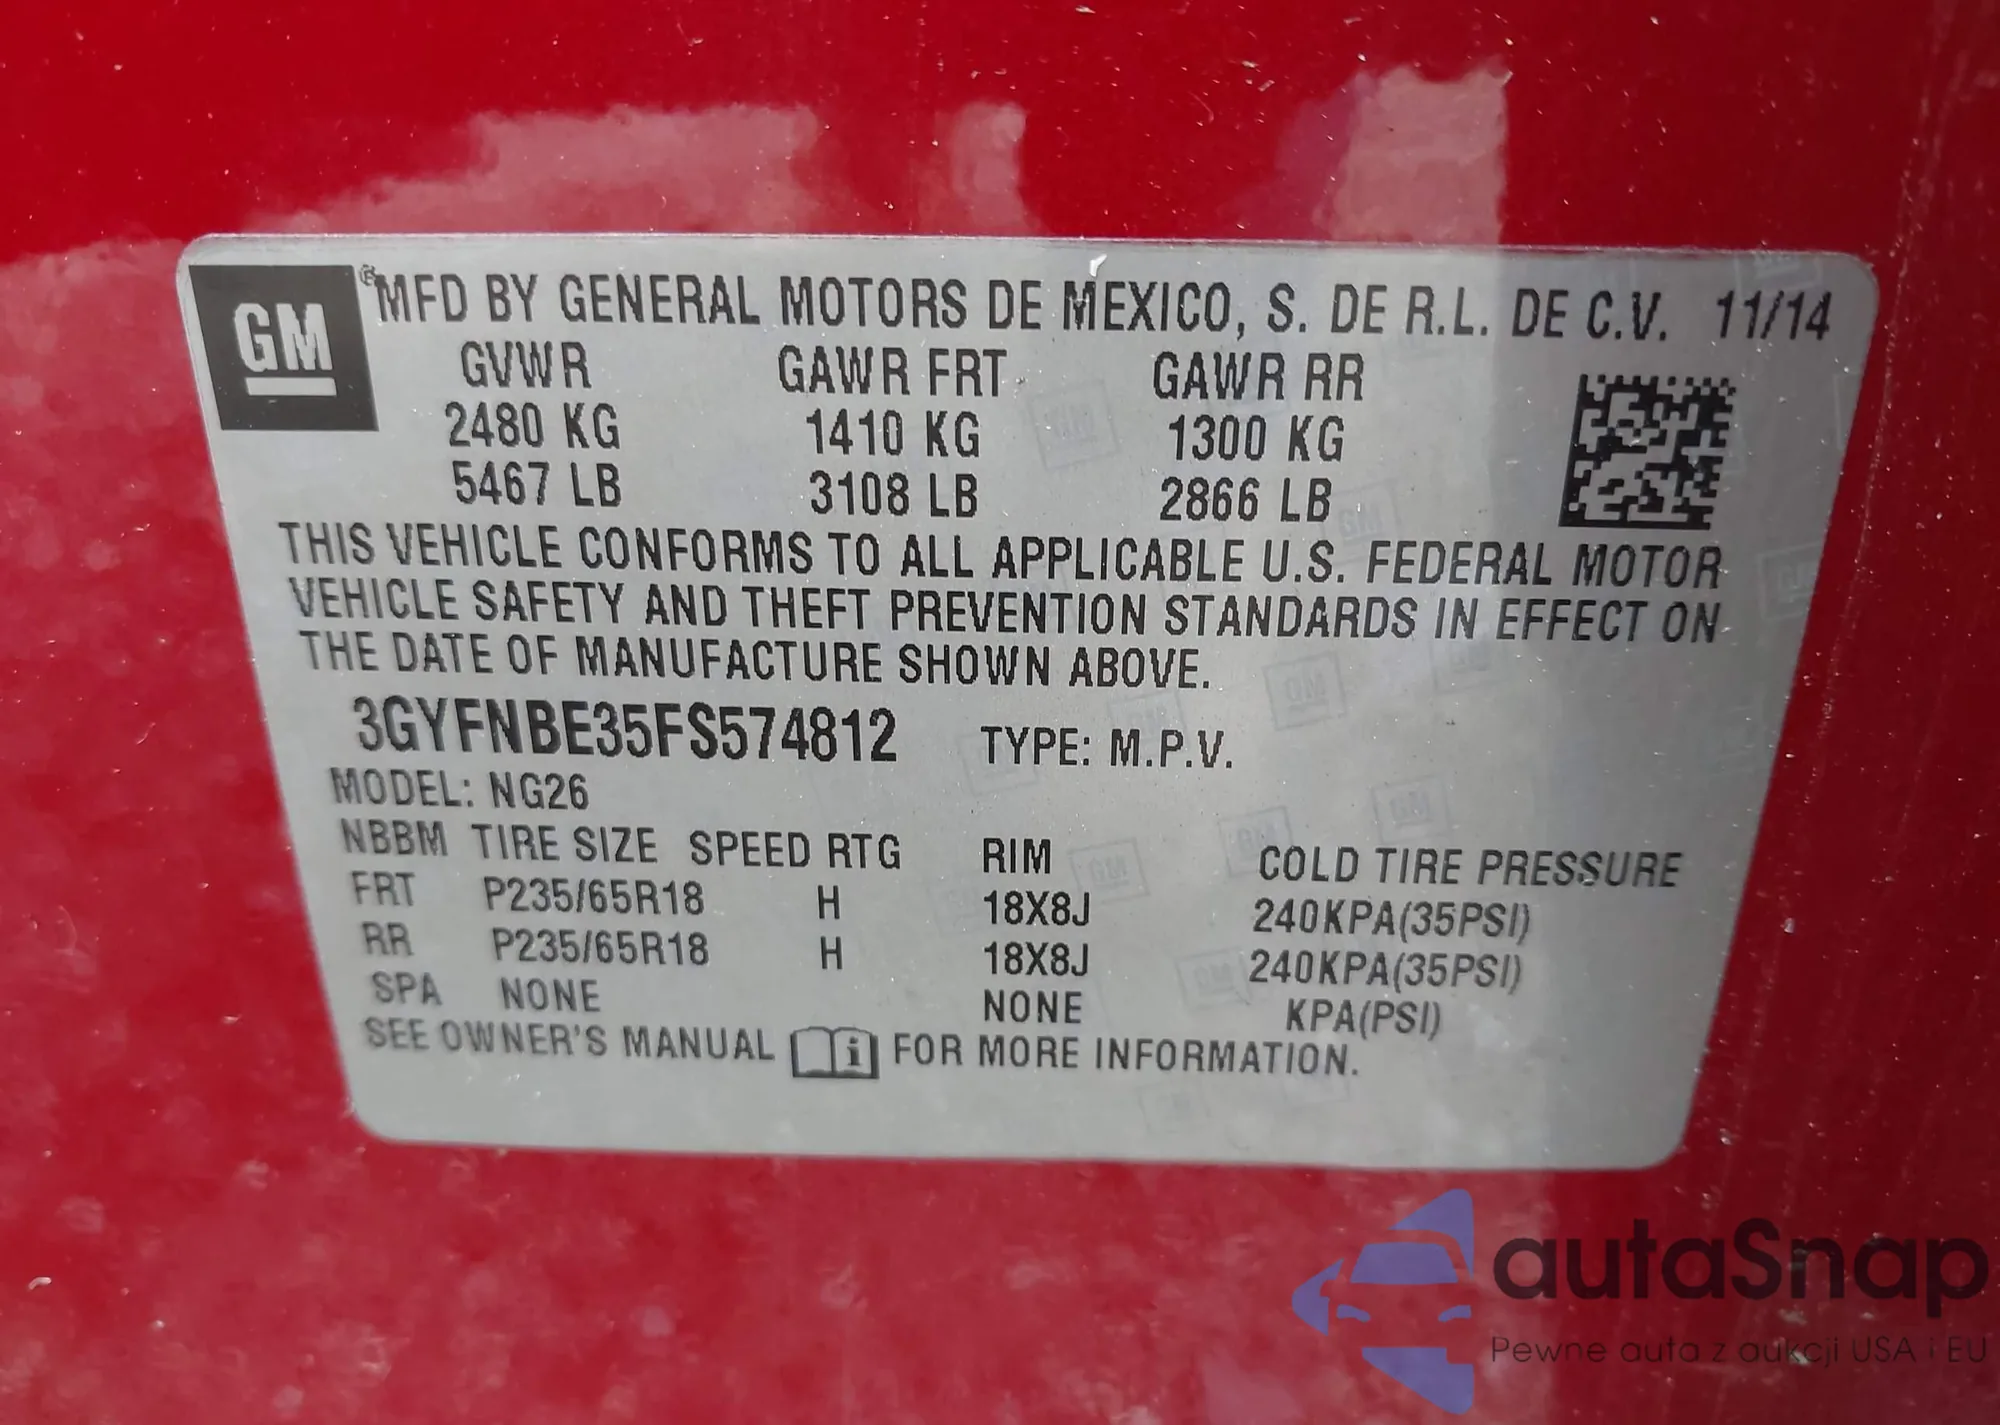 GM ® MFD BY GENERAL MOTORS DE MEXICO, S. DE R.L. DE C.V. 11/14
GVWR GAWR FRT GAWR RR
2480 KG 1410 KG 1300 KG
5467 LB 3108 LB 2866 LB
THIS VEHICLE CONFORMS TO ALL APPLICABLE U.S. FEDERAL MOTOR
VEHICLE SAFETY AND THEFT PREVENTION STANDARDS IN EFFECT ON
THE DATE OF MANUFACTURE SHOWN ABOVE.
3GYFNBE35FS574812 TYPE: M.P.V.
MODEL: NG26
NBBM TIRE SIZE SPEED RTG RIM COLD TIRE PRESSURE
FRT P235/65R18 H 18X8J 240KPA(35PSI)
RR P235/65R18 H 18X8J 240KPA(35PSI)
SPA NONE NONE KPA(PSI)
SEE OWNER'S MANUAL i FOR MORE INFORMATION.
autaSnap
Pewne auta z aukcji USA i EU